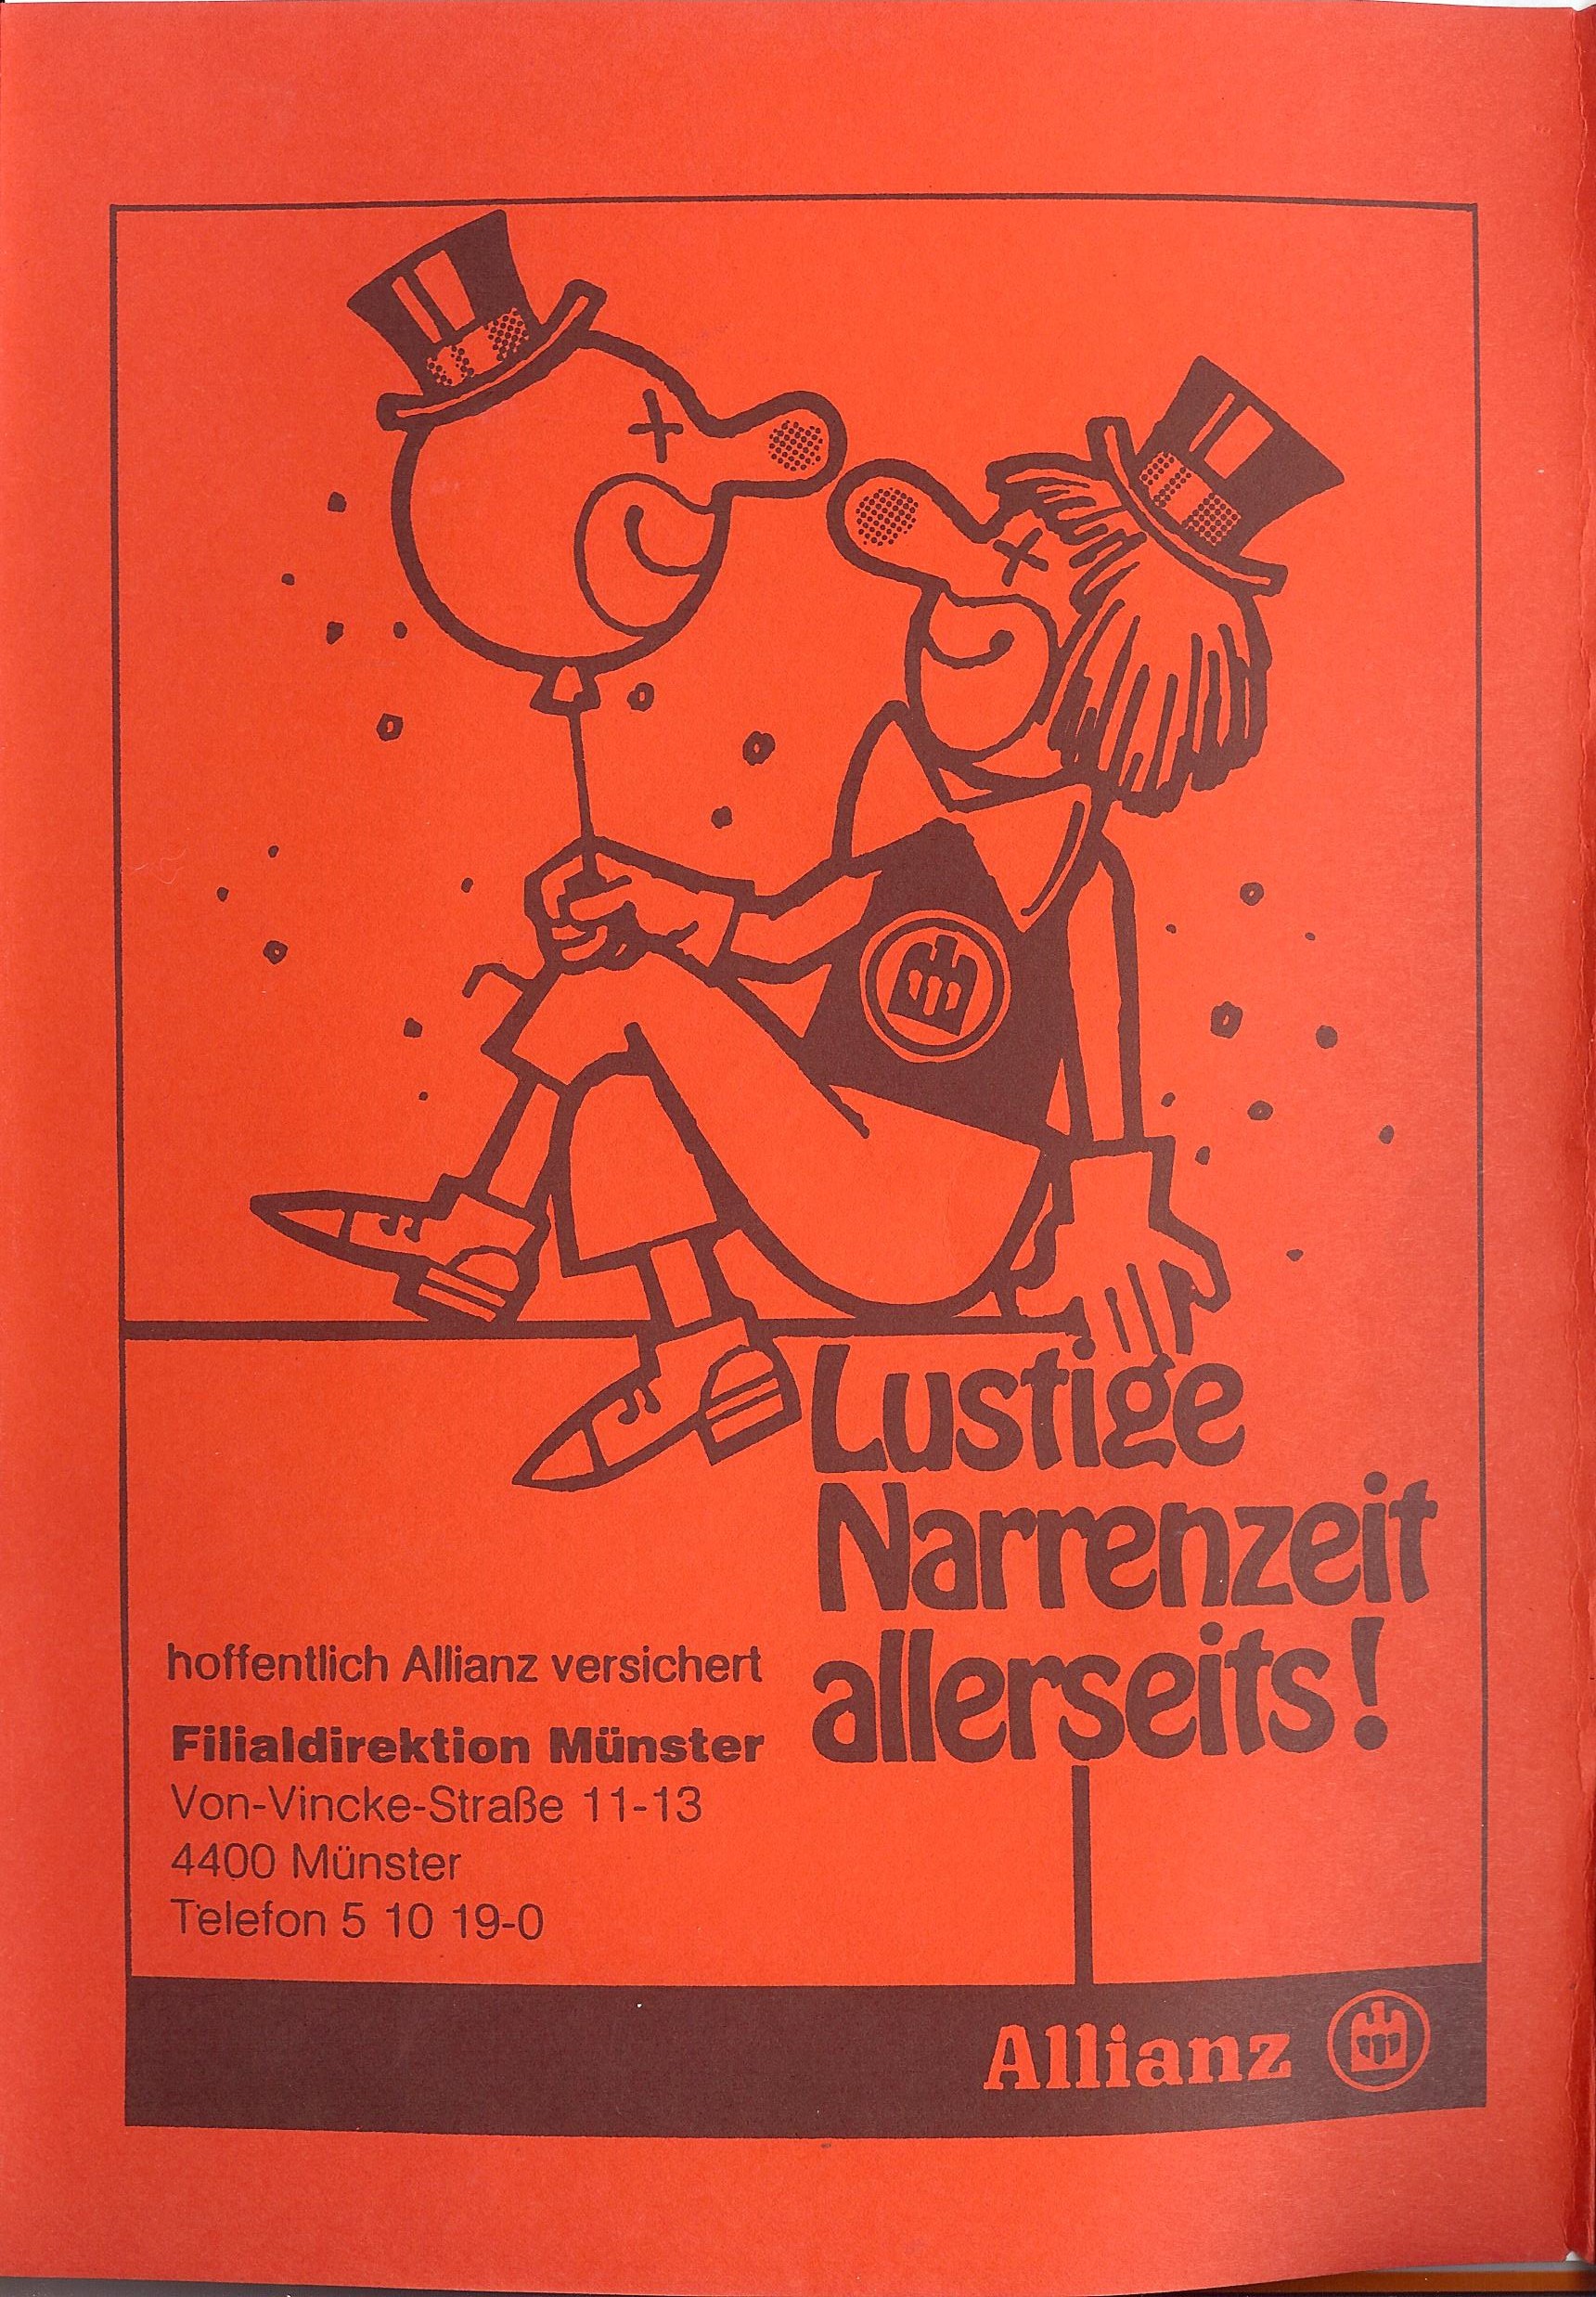 Lustige
Narrenzeit
allerseits!
hoffentlich Allianz versichert
Filialdirektion Münster
Von-Vincke-Straße 11-13
4400 Münster
Telefon 5 10 19-0
Allianz